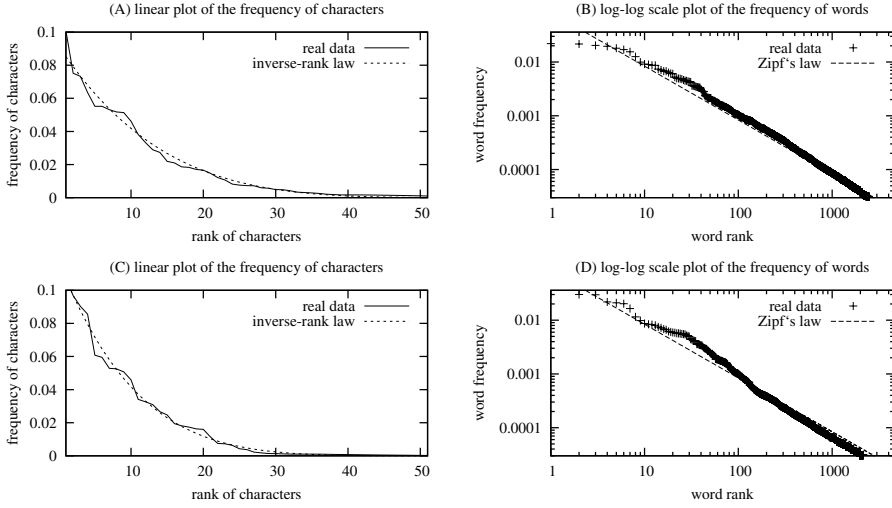 (A) linear plot of the frequency of characters
frequency of characters
0.1
0.08
0.06
0.04
0.02
0
10
20
30
40
50
rank of characters
real data
inverse-rank law
(B) log-log scale plot of the frequency of words
word frequency
0.01
0.001
0.0001
1
10
100
1000
word rank
real data
Zipf‘s law
(C) linear plot of the frequency of characters
frequency of characters
0.1
0.08
0.06
0.04
0.02
0
10
20
30
40
50
rank of characters
real data
inverse-rank law
(D) log-log scale plot of the frequency of words
word frequency
0.01
0.001
0.0001
1
10
100
1000
word rank
real data
Zipf‘s law